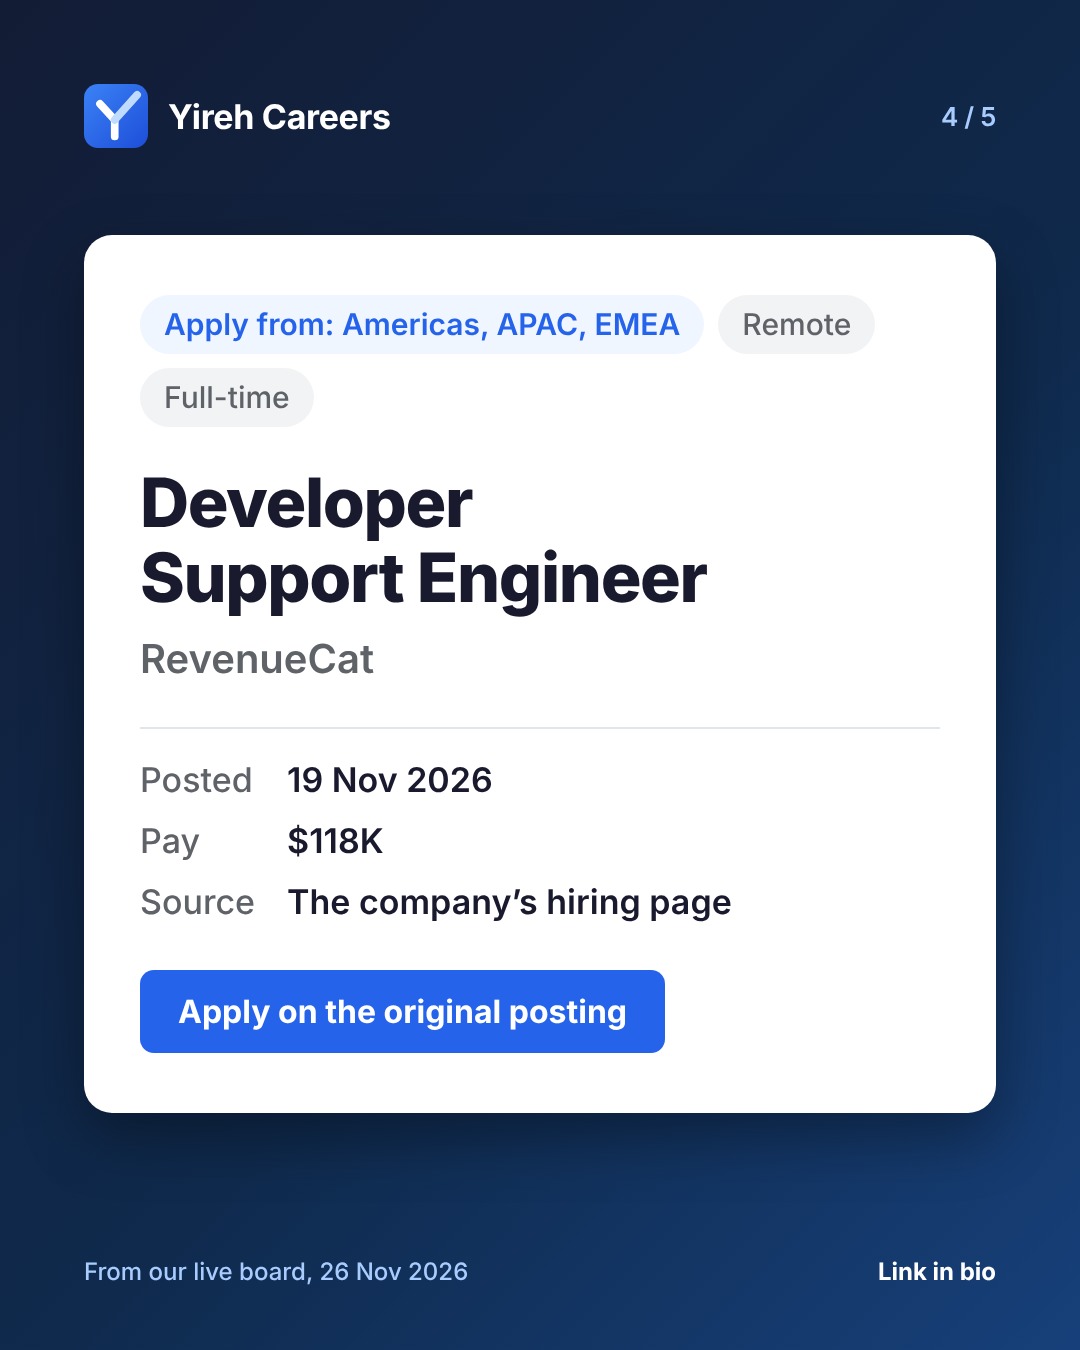 Yireh Careers
4 / 5
Apply from: Americas, APAC, EMEA
Remote
Full-time
Developer
Support Engineer
RevenueCat
Posted 19 Nov 2026
Pay $118K
Source The company’s hiring page
Apply on the original posting
From our live board, 26 Nov 2026
Link in bio